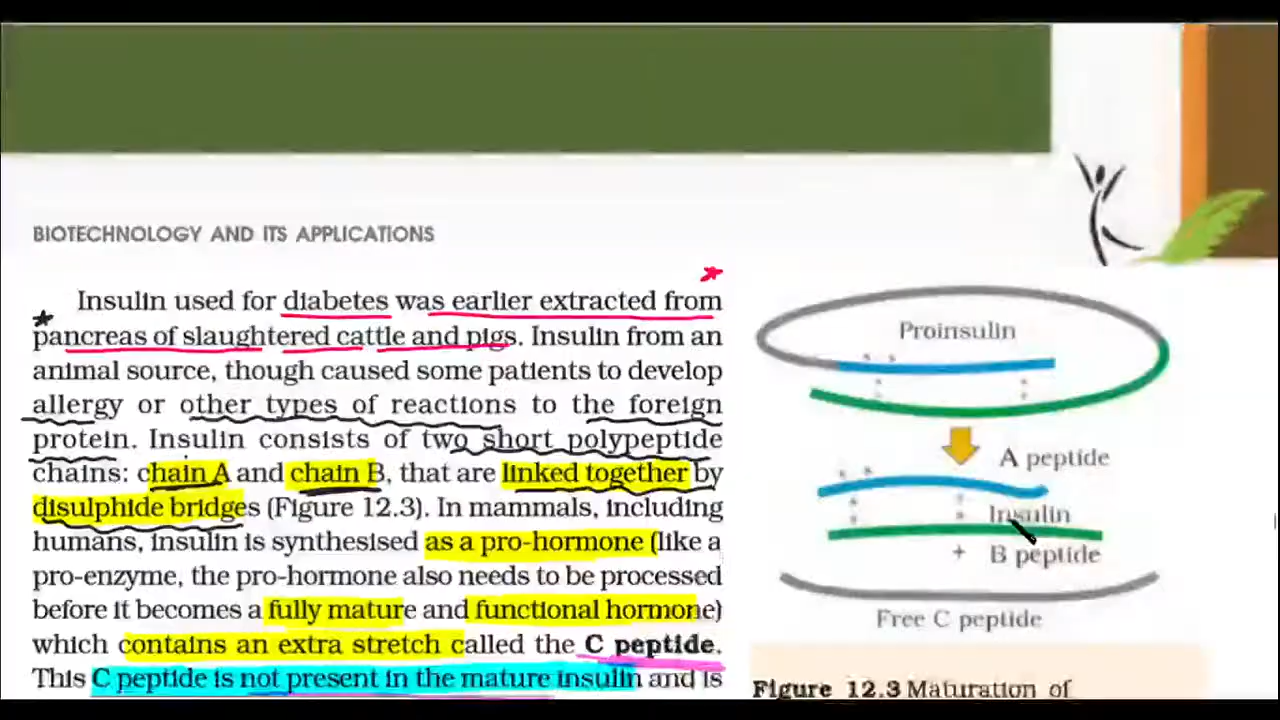 BIOTECHNOLOGY AND ITS APPLICATIONS
Insulin used for diabetes was earlier extracted from
pancreas of slaughtered cattle and pigs. Insulin from an
animal source, though caused some patients to develop
allergy or other types of reactions to the foreign
protein. Insulin consists of two short polypeptide
chains: chain A and chain B, that are linked together by
disulphide bridges (Figure 12.3). In mammals, including
humans, insulin is synthesised as a pro-hormone (like a
pro-enzyme, the pro-hormone also needs to be processed
before it becomes a fully mature and functional hormone)
which contains an extra stretch called the C peptide.
This C peptide is not present in the mature insulin and is
Proinsulin
A peptide
Insulin
+ B peptide
Free C peptide
Figure 12.3 Maturation of